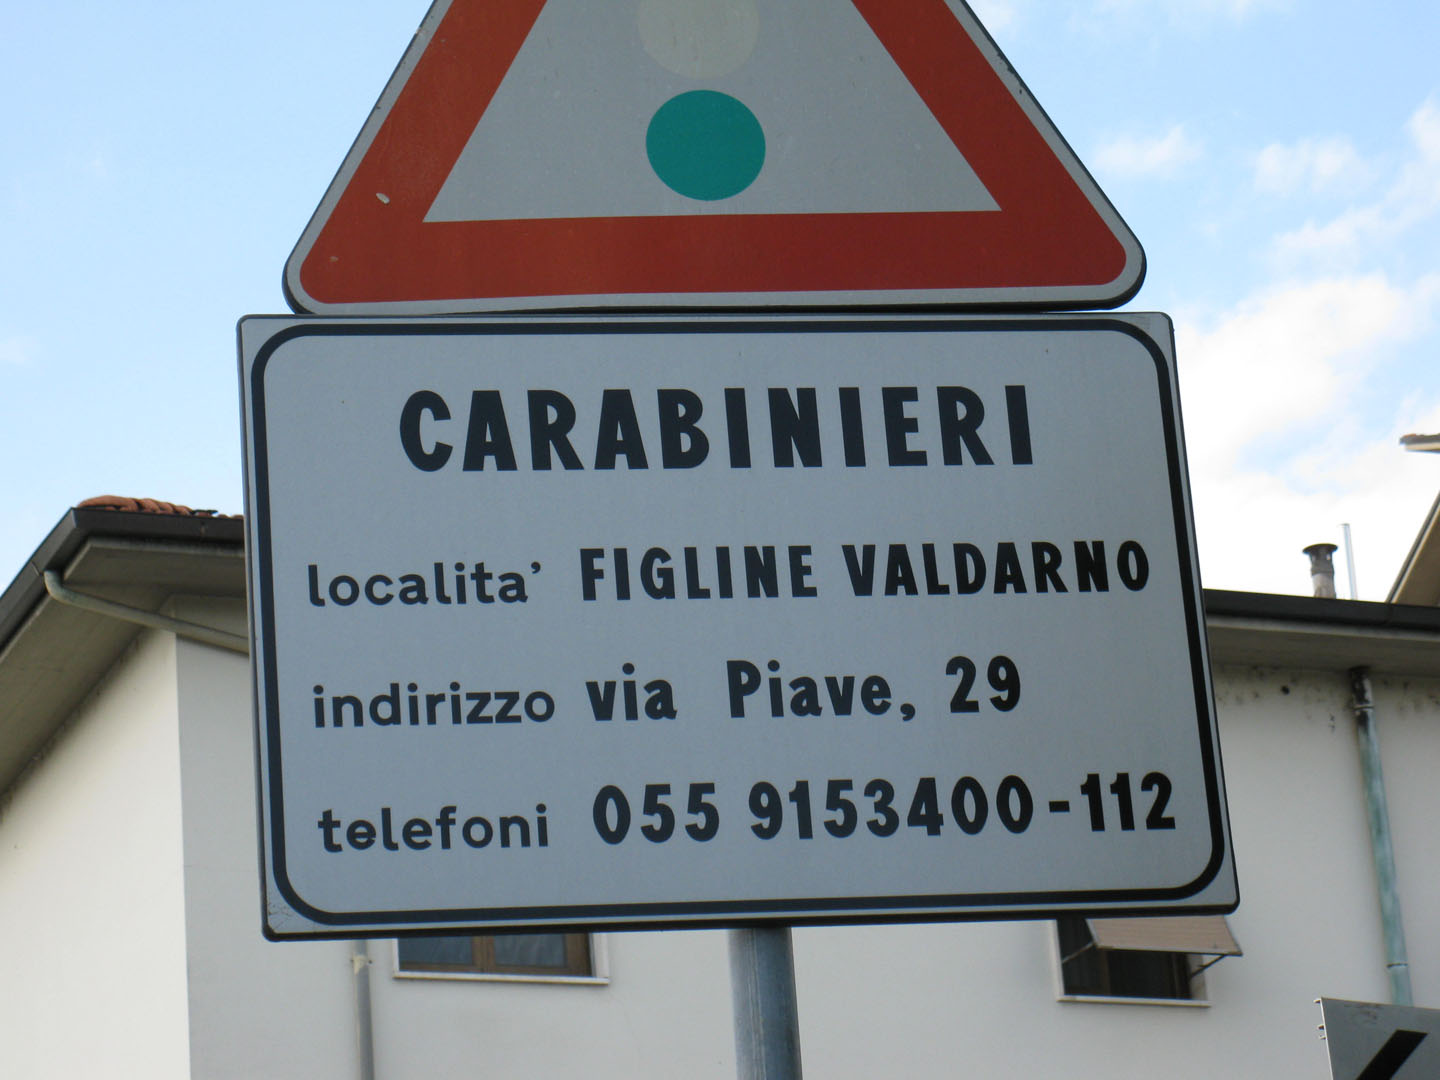 CARABINIERI
localita' FIGLINE VALDARNO
indirizzo via Piave, 29
telefoni 055 9153400-112